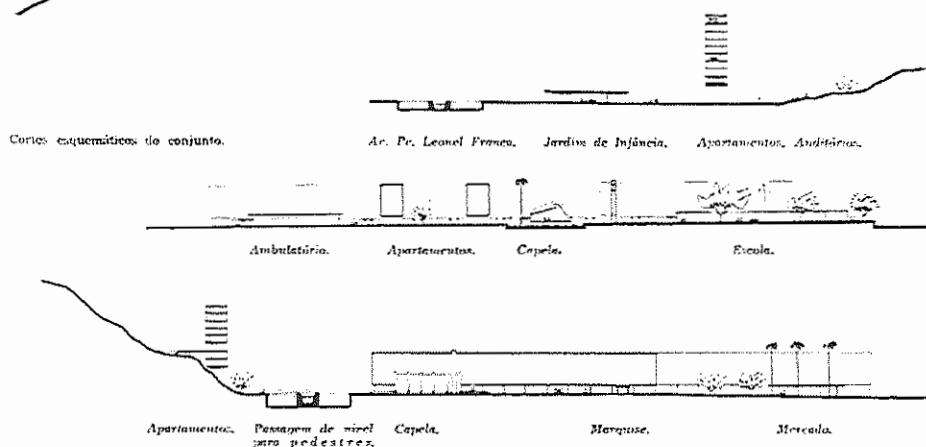 Cortes esquemáticos do conjunto.
Av. Pe. Leonel Franca. Jardim de Infância. Apartamentos. Auditórios.
Ambulatório. Apartamentos. Capela. Escola.
Apartamentos. Passagem de nível Capela. Marquise. Mercado.
para pedestres.